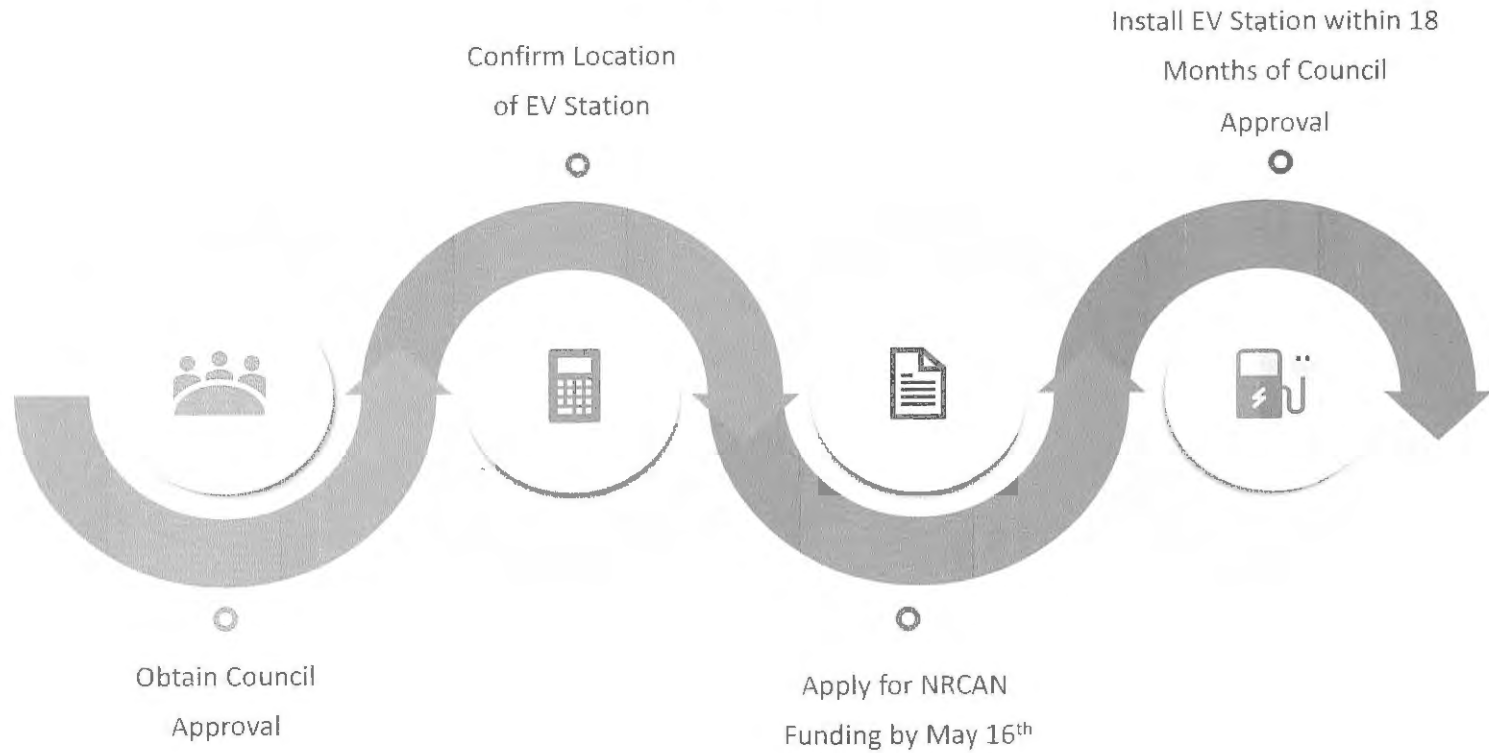 Obtain Council
Approval
Confirm Location
of EV Station
Apply for NRCAN
Funding by May 16th
Install EV Station within 18
Months of Council
Approval